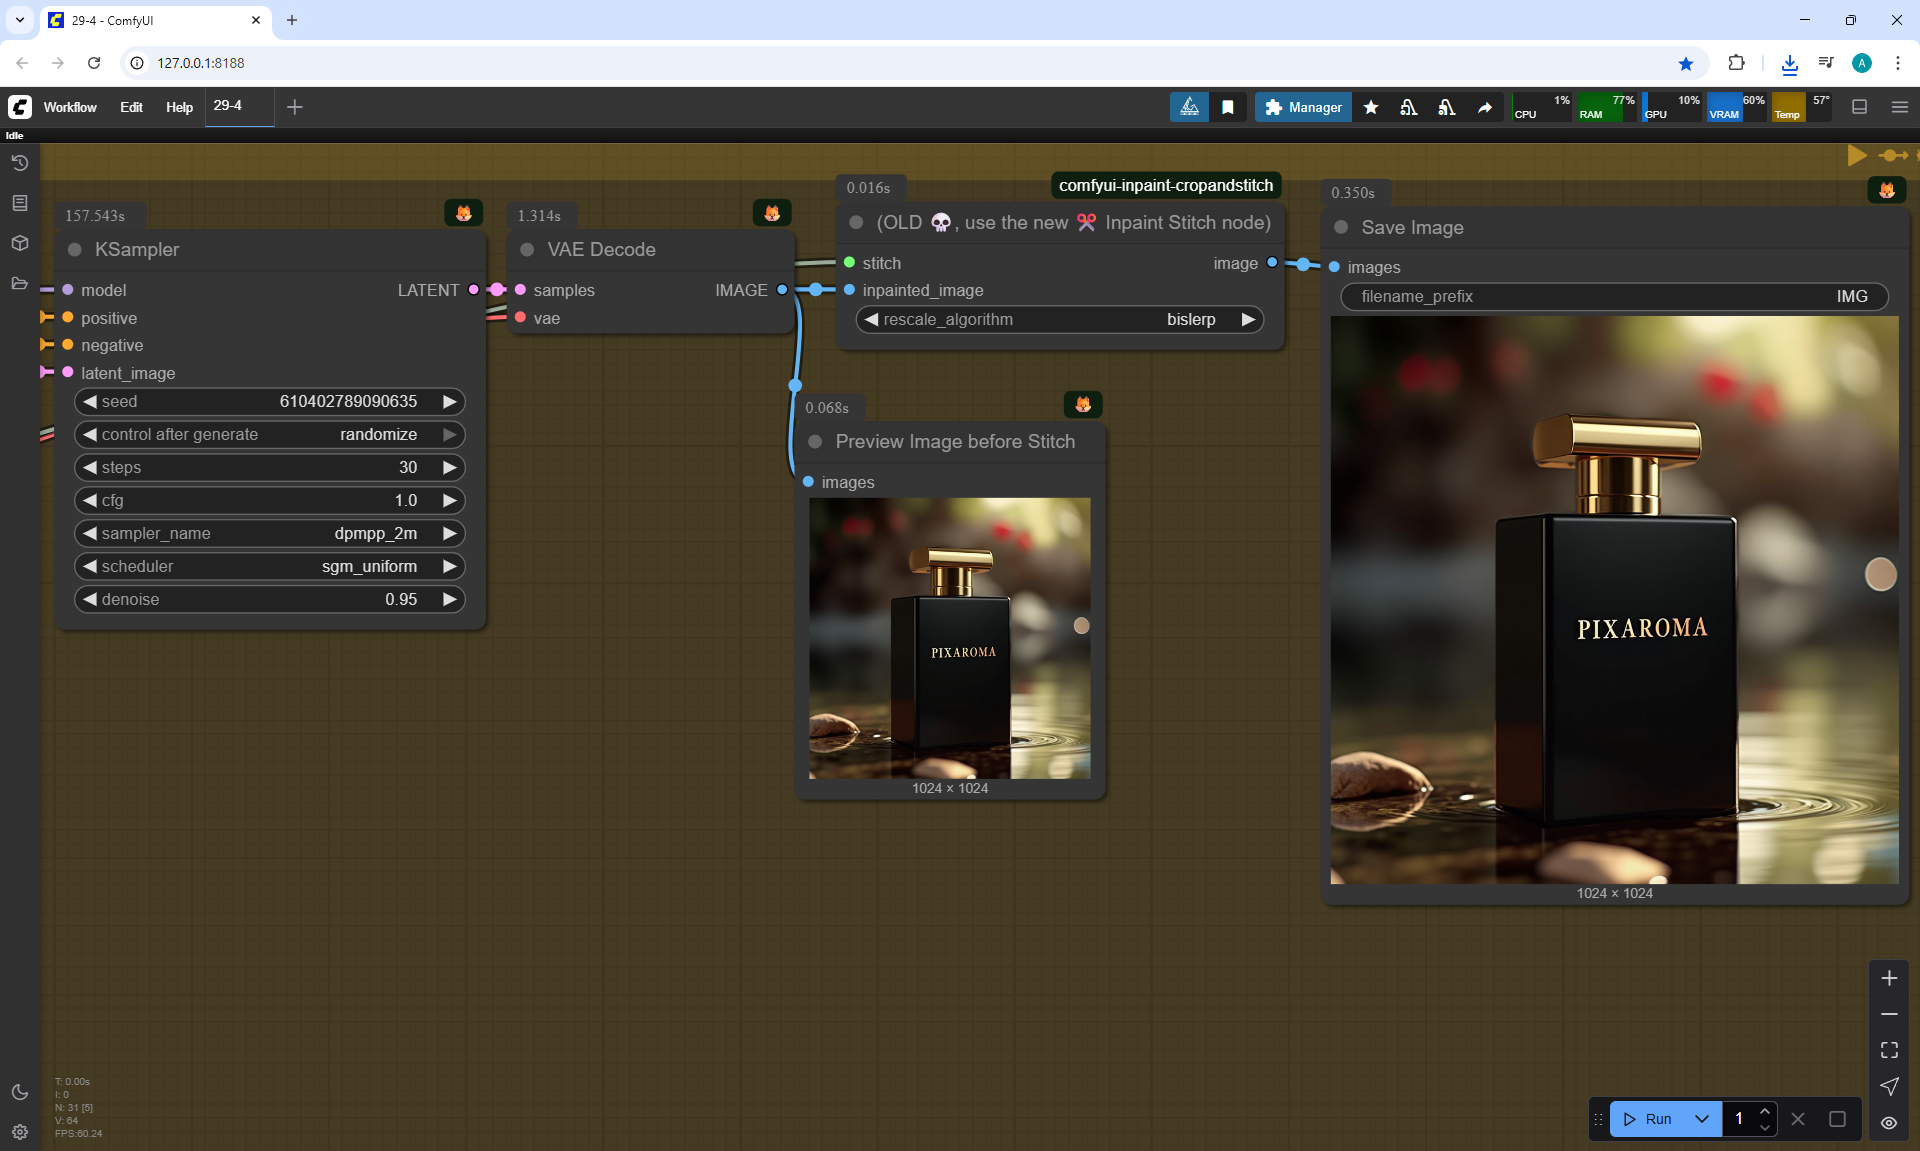 29-4 - ComfyUI
127.0.0.1:8188
Workflow
Edit
Help
29-4
Manager
CPU
1%
RAM
77%
GPU
10%
VRAM
60%
Temp
57°
Idle
157.543s
KSampler
model
LATENT
positive
negative
latent_image
seed
610402789090635
control after generate
randomize
steps
30
cfg
1.0
sampler_name
dpmpp_2m
scheduler
sgm_uniform
denoise
0.95
1.314s
VAE Decode
samples
IMAGE
vae
0.016s
comfyui-inpaint-cropandstitch
(OLD 💀, use the new ✂️ Inpaint Stitch node)
stitch
image
inpainted_image
rescale_algorithm
bislerp
0.068s
Preview Image before Stitch
images
PIXAROMA
1024 × 1024
0.350s
Save Image
images
filename_prefix
IMG
PIXAROMA
1024 × 1024
T: 0.00s
I: 0
N: 31 [5]
V: 64
FPS:60.24
Run
1
A